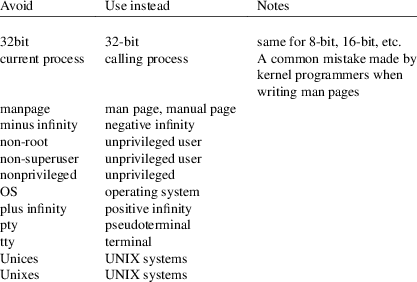 Avoid Use instead Notes
32bit 32-bit same for 8-bit, 16-bit, etc.
current process calling process A common mistake made by
kernel programmers when
writing man pages
manpage man page, manual page
minus infinity negative infinity
non-root unprivileged user
non-superuser unprivileged user
nonprivileged unprivileged
OS operating system
plus infinity positive infinity
pty pseudoterminal
tty terminal
Unices UNIX systems
Unixes UNIX systems